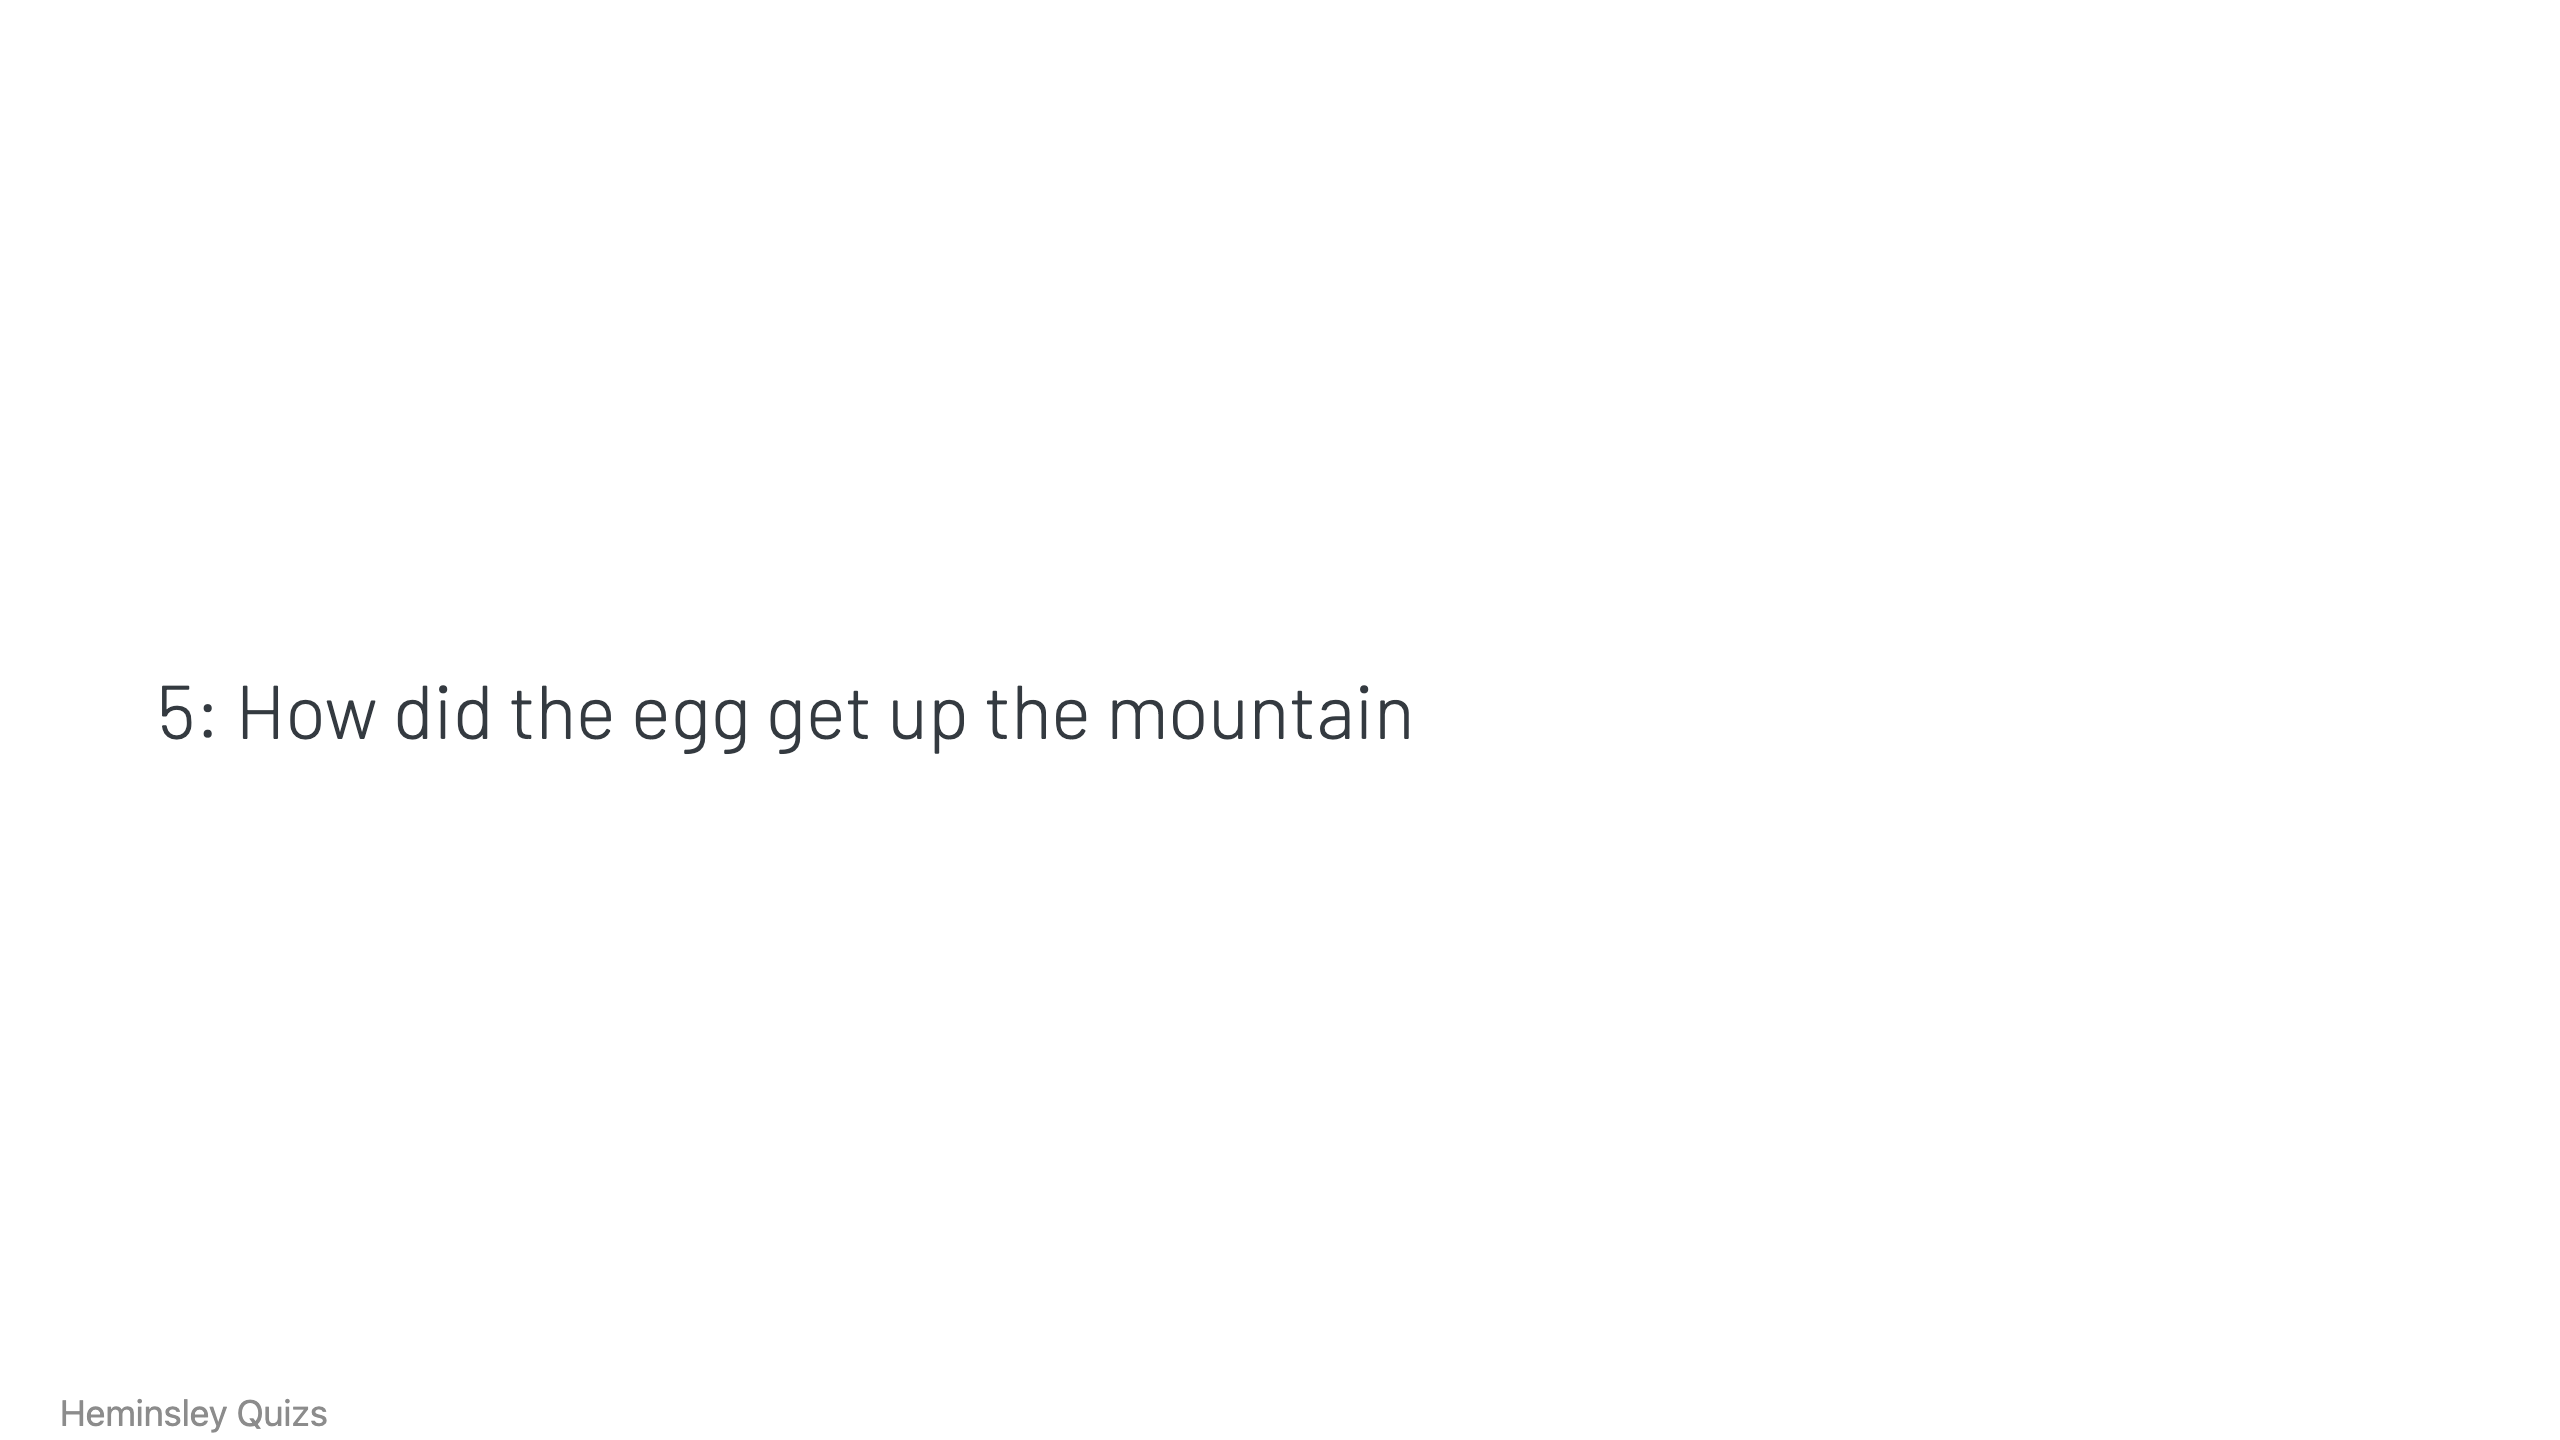 5: How did the egg get up the mountain
Heminsley Quizs